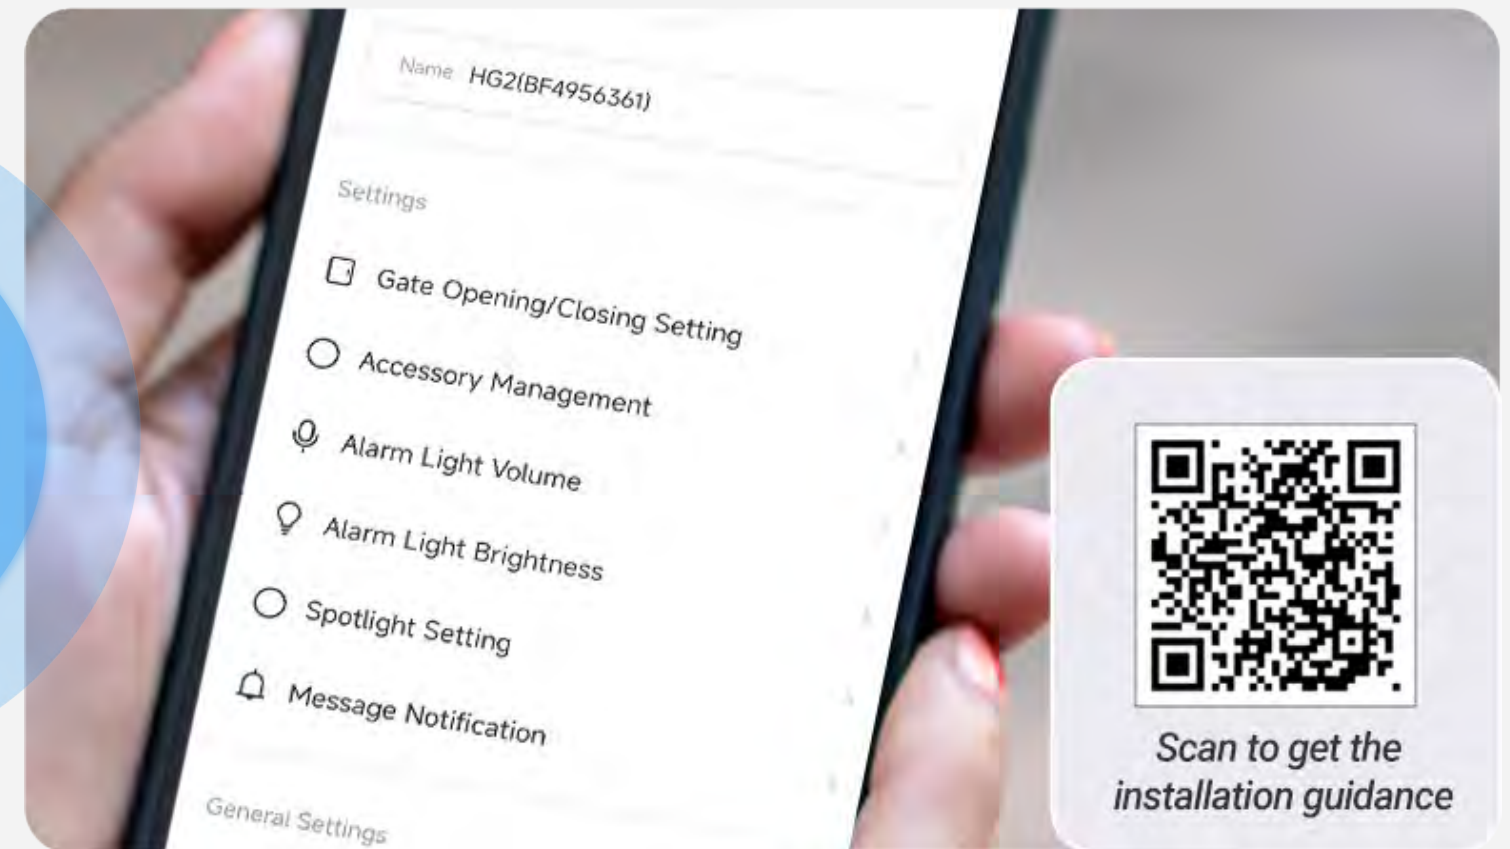 Name HG2(BF4956361)
Settings
Gate Opening/Closing Setting
Accessory Management
Alarm Light Volume
Alarm Light Brightness
Spotlight Setting
Message Notification
General Settings
Scan to get the
installation guidance